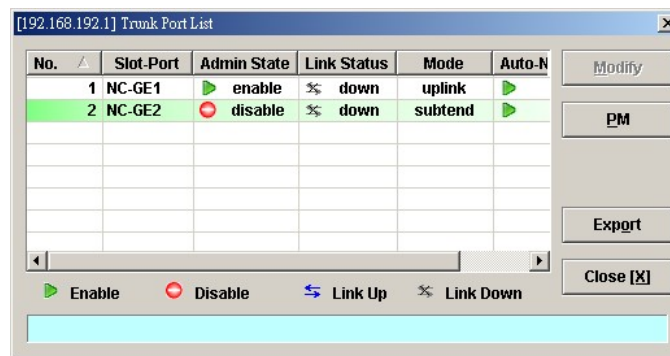 [192.168.192.1] Trunk Port List
No. Slot-Port Admin State Link Status Mode Auto-N
1 NC-GE1 enable down uplink
2 NC-GE2 disable down subtend
Modify
PM
Export
Close [X]
Enable Disable Link Up Link Down